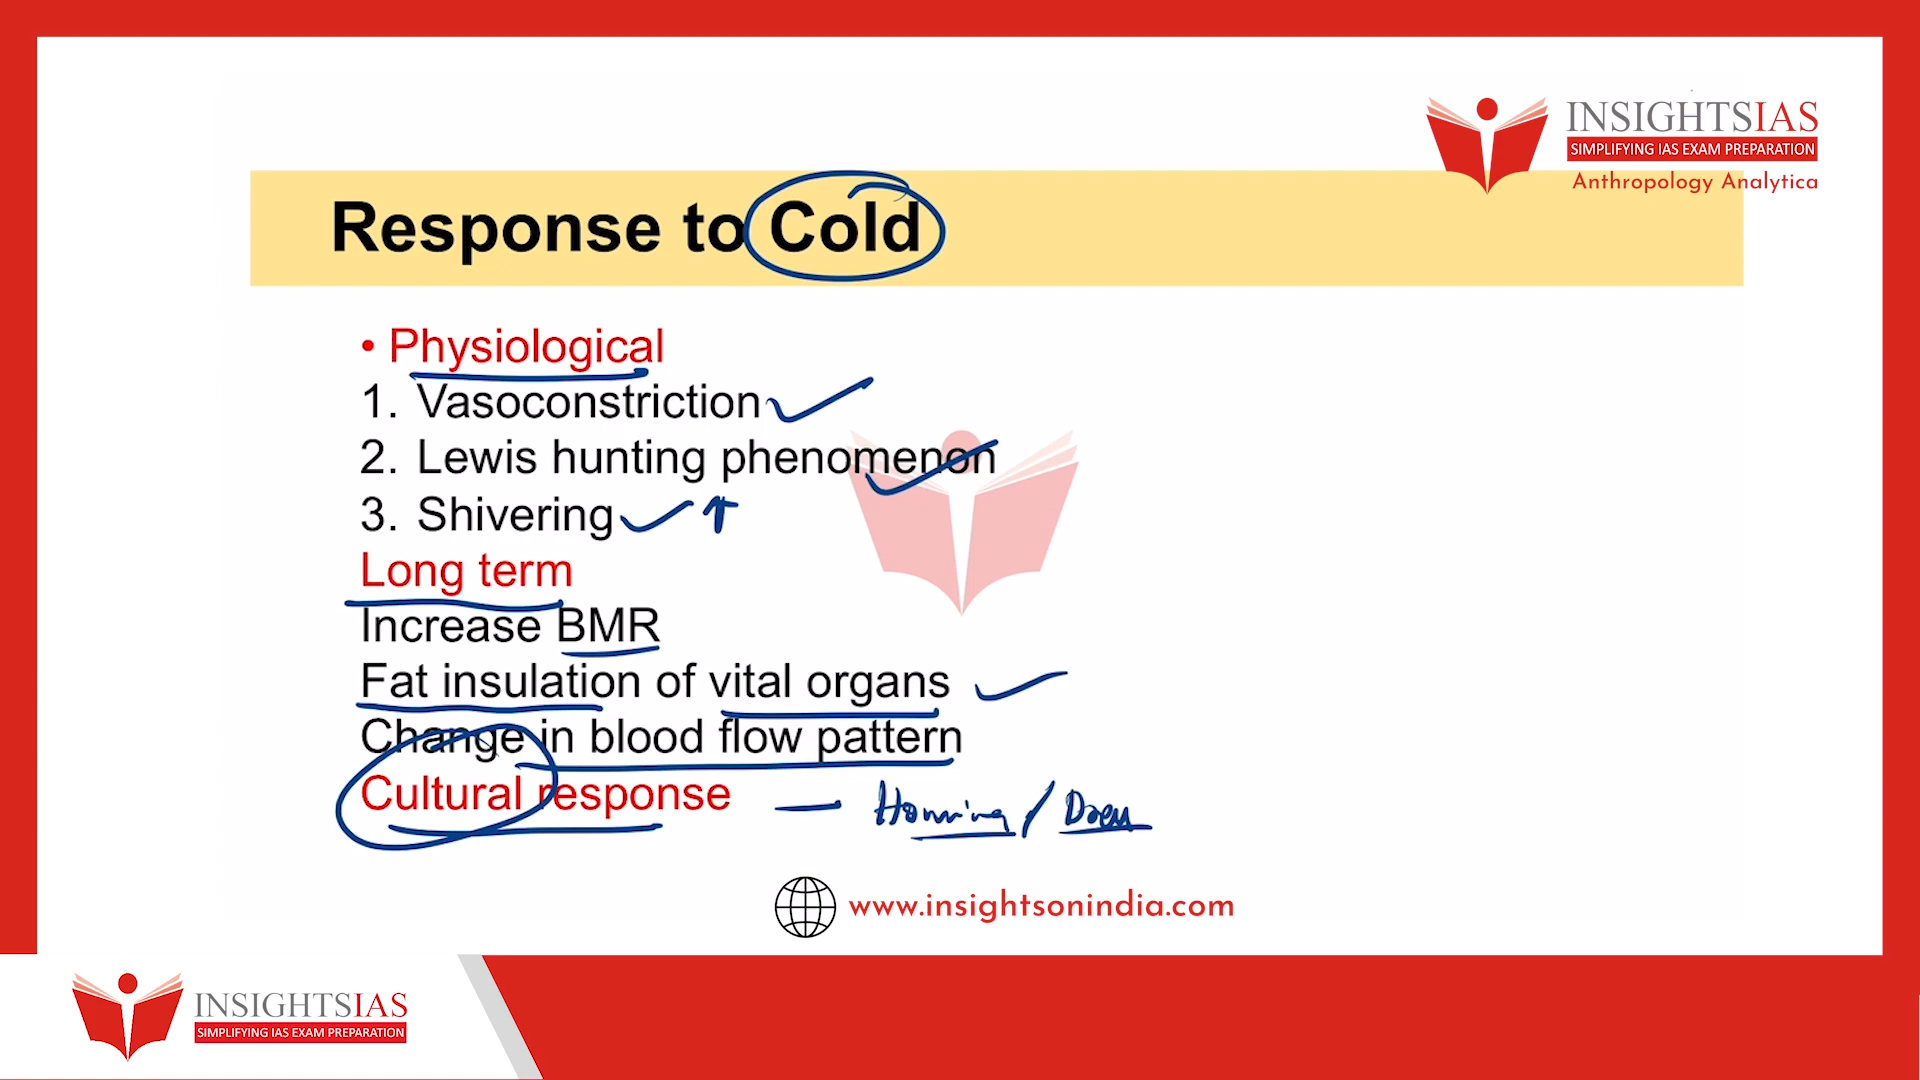 INSIGHTSIAS
SIMPLIFYING IAS EXAM PREPARATION
Anthropology Analytica
Response to Cold
• Physiological
1. Vasoconstriction
2. Lewis hunting phenomenon
3. Shivering
Long term
Increase BMR
Fat insulation of vital organs
Change in blood flow pattern
Cultural response —
www.insightsonindia.com
INSIGHTSIAS
SIMPLIFYING IAS EXAM PREPARATION